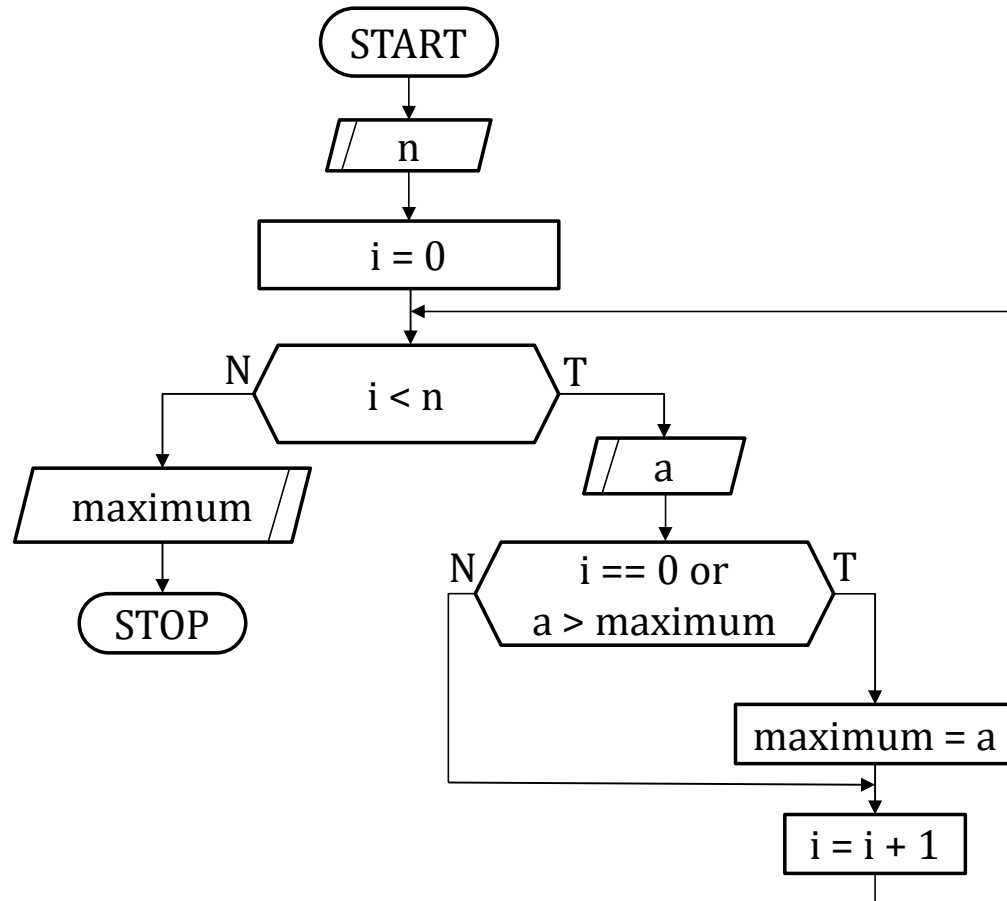 START
n
i = 0
N
T
i < n
a
maximum
STOP
N
T
i == 0 or
a > maximum
maximum = a
i = i + 1